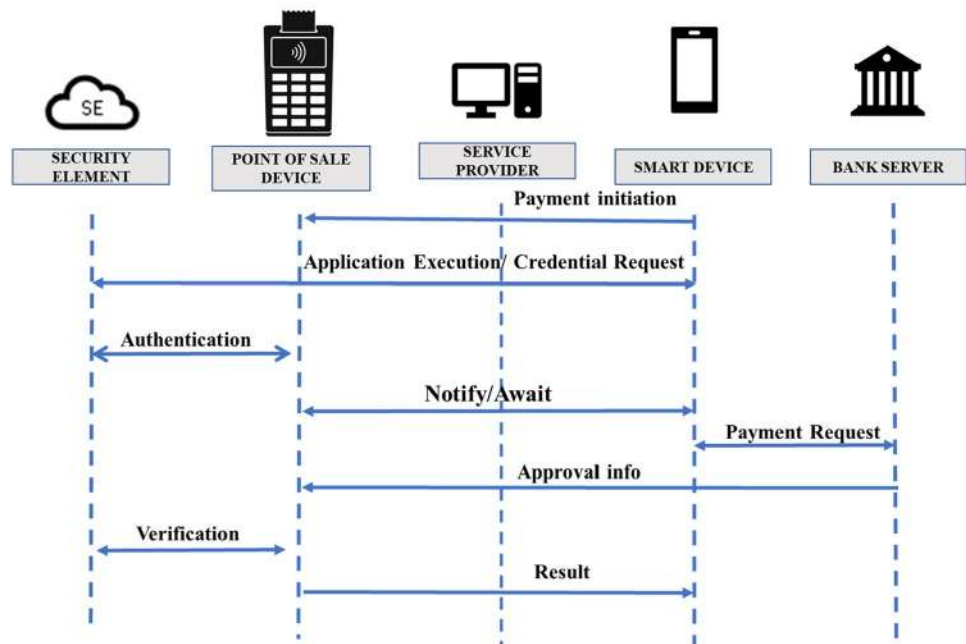 SE
SECURITY
ELEMENT
POINT OF SALE
DEVICE
SERVICE
PROVIDER
SMART DEVICE
BANK SERVER
Payment initiation
Application Execution/ Credential Request
Authentication
Notify/Await
Payment Request
Approval info
Verification
Result